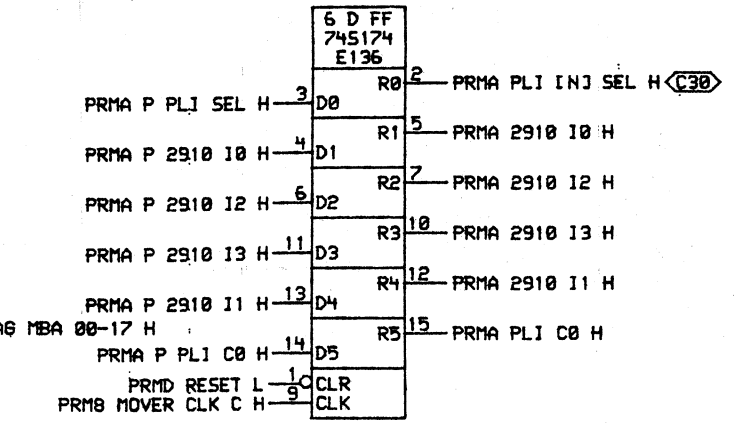 6 D FF
74S174
E136
R0 2 PRMA PLI INJ SEL H C30
PRMA P PLI SEL H 3 D0
R1 5 PRMA 2910 I0 H
PRMA P 2910 I0 H 4 D1
R2 7 PRMA 2910 I2 H
PRMA P 2910 I2 H 6 D2
R3 10 PRMA 2910 I3 H
PRMA P 2910 I3 H 11 D3
R4 12 PRMA 2910 I1 H
PRMA P 2910 I1 H 13 D4
MBA 00-17 H
R5 15 PRMA PLI C0 H
PRMA P PLI C0 H 14 D5
PRMD RESET L 1 CLR
PRM8 MOVER CLK C H 9 CLK